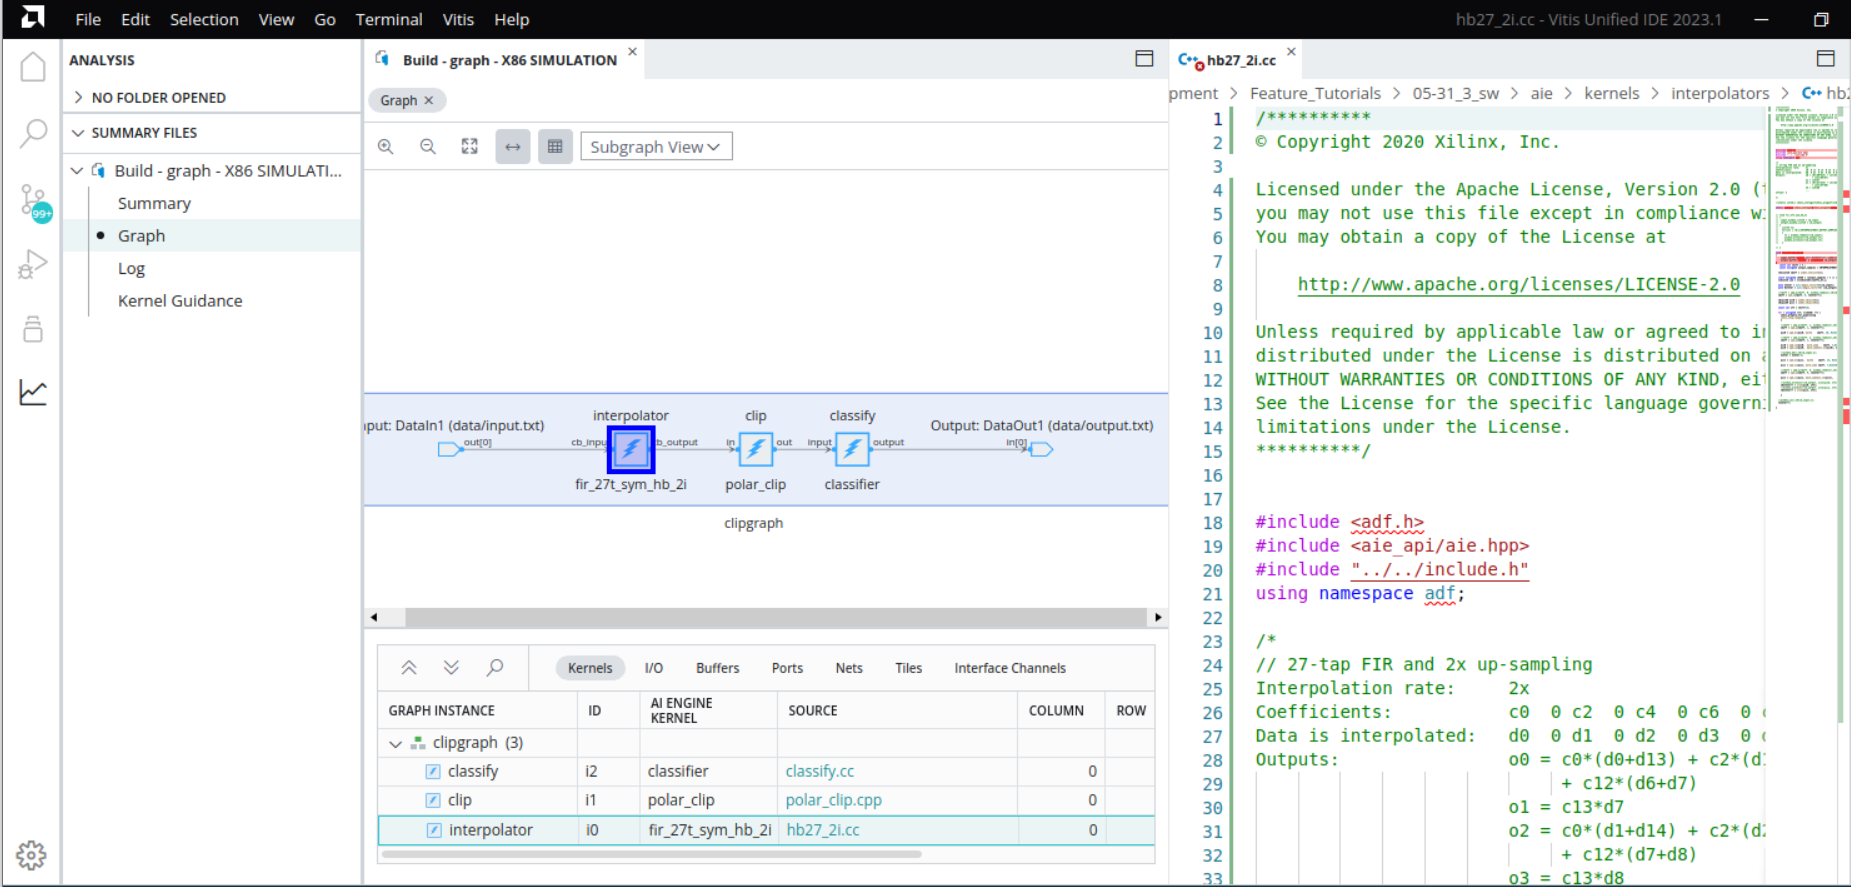 File Edit Selection View Go Terminal Vitis Help
hb27_2i.cc - Vitis Unified IDE 2023.1
ANALYSIS
NO FOLDER OPENED
SUMMARY FILES
Build - graph - X86 SIMULATI...
Summary
Graph
Log
Kernel Guidance
99+
Build - graph - X86 SIMULATION
Graph
Subgraph View
put: DataIn1 (data/input.txt)
interpolator
clip
classify
Output: DataOut1 (data/output.txt)
out[0]
cb_input
cb_output
in
out
input
output
in[0]
fir_27t_sym_hb_2i
polar_clip
classifier
clipgraph
Kernels I/O Buffers Ports Nets Tiles Interface Channels
GRAPH INSTANCE ID AI ENGINE KERNEL SOURCE COLUMN ROW
clipgraph (3)
classify i2 classifier classify.cc 0
clip i1 polar_clip polar_clip.cpp 0
interpolator i0 fir_27t_sym_hb_2i hb27_2i.cc 0
C++ hb27_2i.cc
pment > Feature_Tutorials > 05-31_3_sw > aie > kernels > interpolators > C++ hb2
1 /**********
2 © Copyright 2020 Xilinx, Inc.
3
4 Licensed under the Apache License, Version 2.0 (
5 you may not use this file except in compliance w
6 You may obtain a copy of the License at
7
8 http://www.apache.org/licenses/LICENSE-2.0
9
10 Unless required by applicable law or agreed to i
11 distributed under the License is distributed on a
12 WITHOUT WARRANTIES OR CONDITIONS OF ANY KIND, ei
13 See the License for the specific language govern
14 limitations under the License.
15 **********/
16
17
18 #include <adf.h>
19 #include <aie_api/aie.hpp>
20 #include "../../include.h"
21 using namespace adf;
22
23 /*
24 // 27-tap FIR and 2x up-sampling
25 Interpolation rate: 2x
26 Coefficients: c0 0 c2 0 c4 0 c6 0 c
27 Data is interpolated: d0 0 d1 0 d2 0 d3 0 d
28 Outputs: o0 = c0*(d0+d13) + c2*(d1
29 + c12*(d6+d7)
30 o1 = c13*d7
31 o2 = c0*(d1+d14) + c2*(d2
32 + c12*(d7+d8)
33 o3 = c13*d8